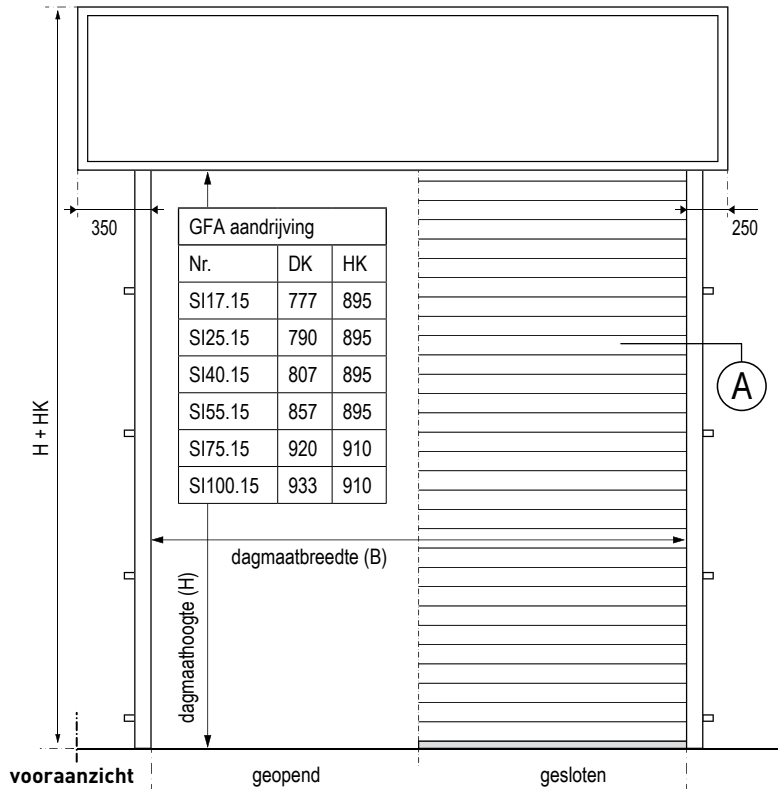 350
250
GFA aandrijving
Nr. DK HK
SI17.15 777 895
SI25.15 790 895
SI40.15 807 895
SI55.15 857 895
SI75.15 920 910
SI100.15 933 910
A
H + HK
dagmaatbreedte (B)
dagmaathoogte (H)
vooraanzicht geopend gesloten